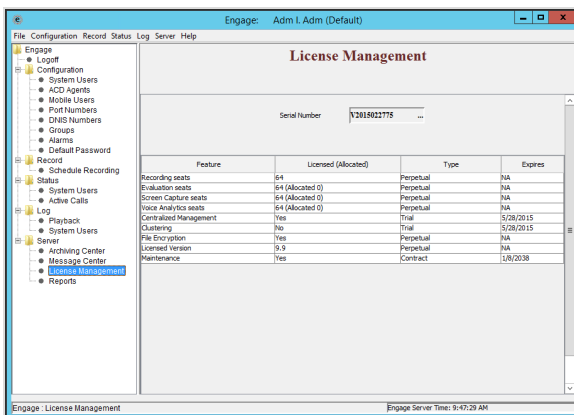 e
Engage: Adm I. Adm (Default)
File Configuration Record Status Log Server Help
Engage
Logoff
Configuration
System Users
ACD Agents
Mobile Users
Port Numbers
DNIS Numbers
Groups
Alarms
Default Password
Record
Schedule Recording
Status
System Users
Active Calls
Log
Playback
System Users
Server
Archiving Center
Message Center
License Management
Reports
License Management
Serial Number V2015022775 ...
Feature Licensed (Allocated) Type Expires
Recording seats 64 Perpetual NA
Evaluation seats 64 (Allocated 0) Perpetual NA
Screen Capture seats 64 (Allocated 0) Perpetual NA
Voice Analytics seats 64 (Allocated 0) Perpetual NA
Centralized Management Yes Trial 5/28/2015
Clustering No Trial 5/28/2015
File Encryption Yes Perpetual NA
Licensed Version 9.9 Perpetual NA
Maintenance Yes Contract 1/8/2038
Engage : License Management Engage Server Time: 9:47:29 AM